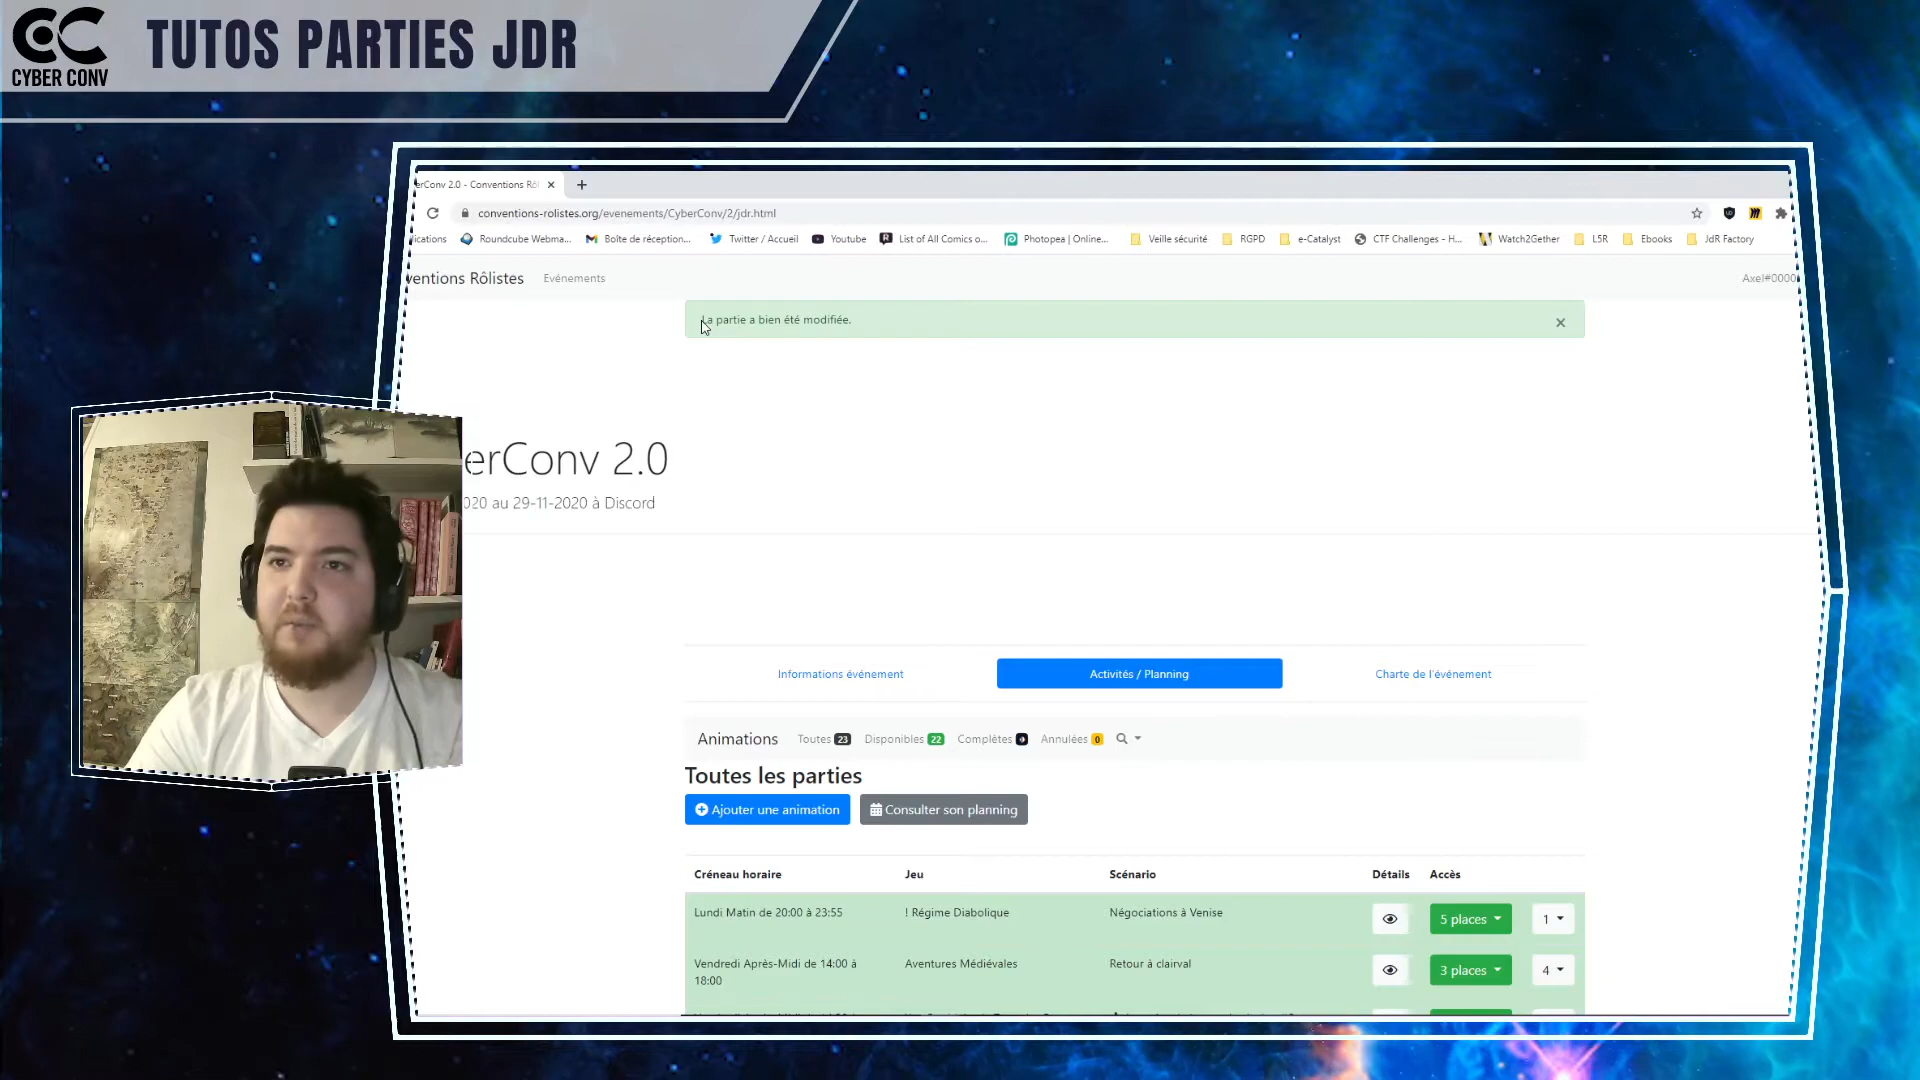 CYBER CONV
TUTOS PARTIES JDR
erConv 2.0 - Conventions Rôl
conventions-rolistes.org/evenements/CyberConv/2/jdr.html
ications Roundcube Webma... Boîte de réception... Twitter / Accueil Youtube List of All Comics o... Photopea | Online... Veille sécurité RGPD e-Catalyst CTF Challenges - H... Watch2Gether L5R Ebooks JdR Factory
ventions Rôlistes Evénements Axel#0000
La partie a bien été modifiée. ×
erConv 2.0
020 au 29-11-2020 à Discord
Informations événement Activités / Planning Charte de l'événement
Animations Toutes 23 Disponibles 22 Complètes Annulées 0
Toutes les parties
Ajouter une animation Consulter son planning
Créneau horaire Jeu Scénario Détails Accès
Lundi Matin de 20:00 à 23:55 ! Régime Diabolique Négociations à Venise 5 places 1
Vendredi Après-Midi de 14:00 à Aventures Médiévales Retour à clairval 3 places 4
18:00